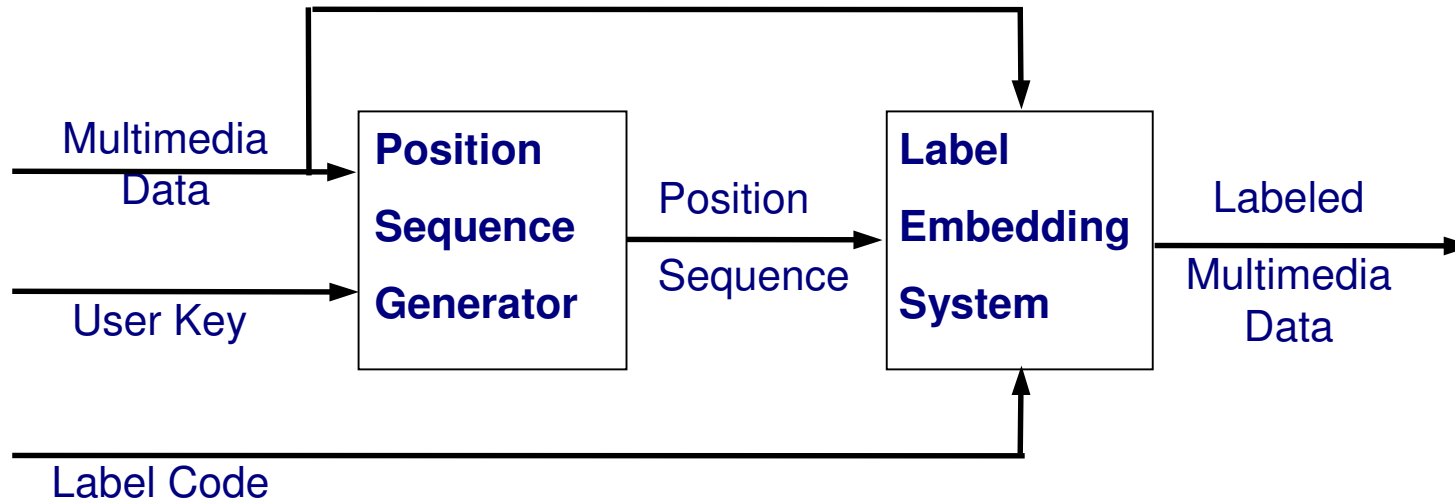 Multimedia
Data
User Key
Label Code
Position
Sequence
Generator
Position
Sequence
Label
Embedding
System
Labeled
Multimedia
Data